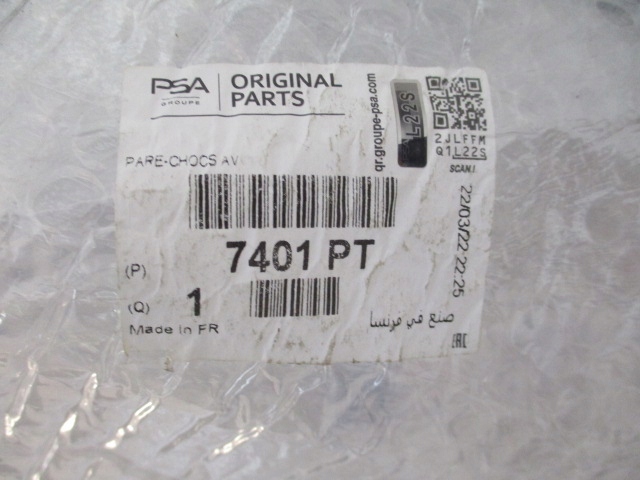 PSA
GROUPE
ORIGINAL
PARTS
qr.groupe-psa.com
L22S
2JLFFM
Q1L22S
SCAN!
PARE-CHOCS AV
22/03/22 22:25
(P) 7401 PT
(Q) 1
Made in FR
صنع في فرنسا
EAC